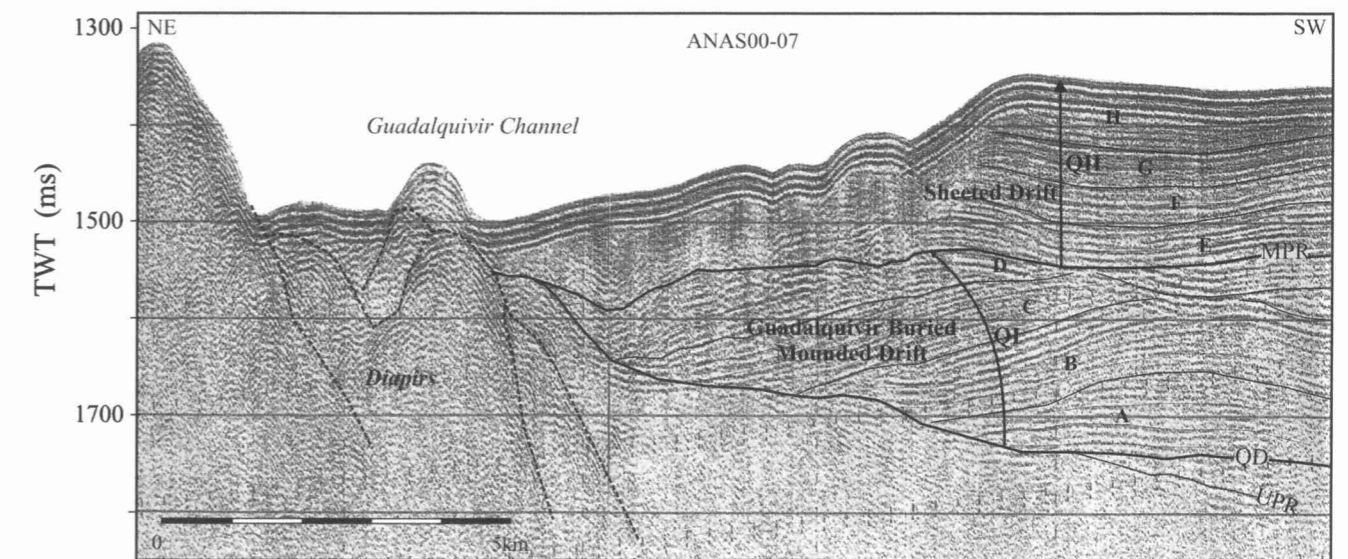 1300
NE
ANAS00-07
SW
Guadalquivir Channel
H
QII
G
Sheeted Drift
F
1500
TWT (ms)
E
MPR
D
C
Guadalquivir Buried
Mounded Drift
QI
B
Diapirs
1700
A
QD
UPR
0
5km